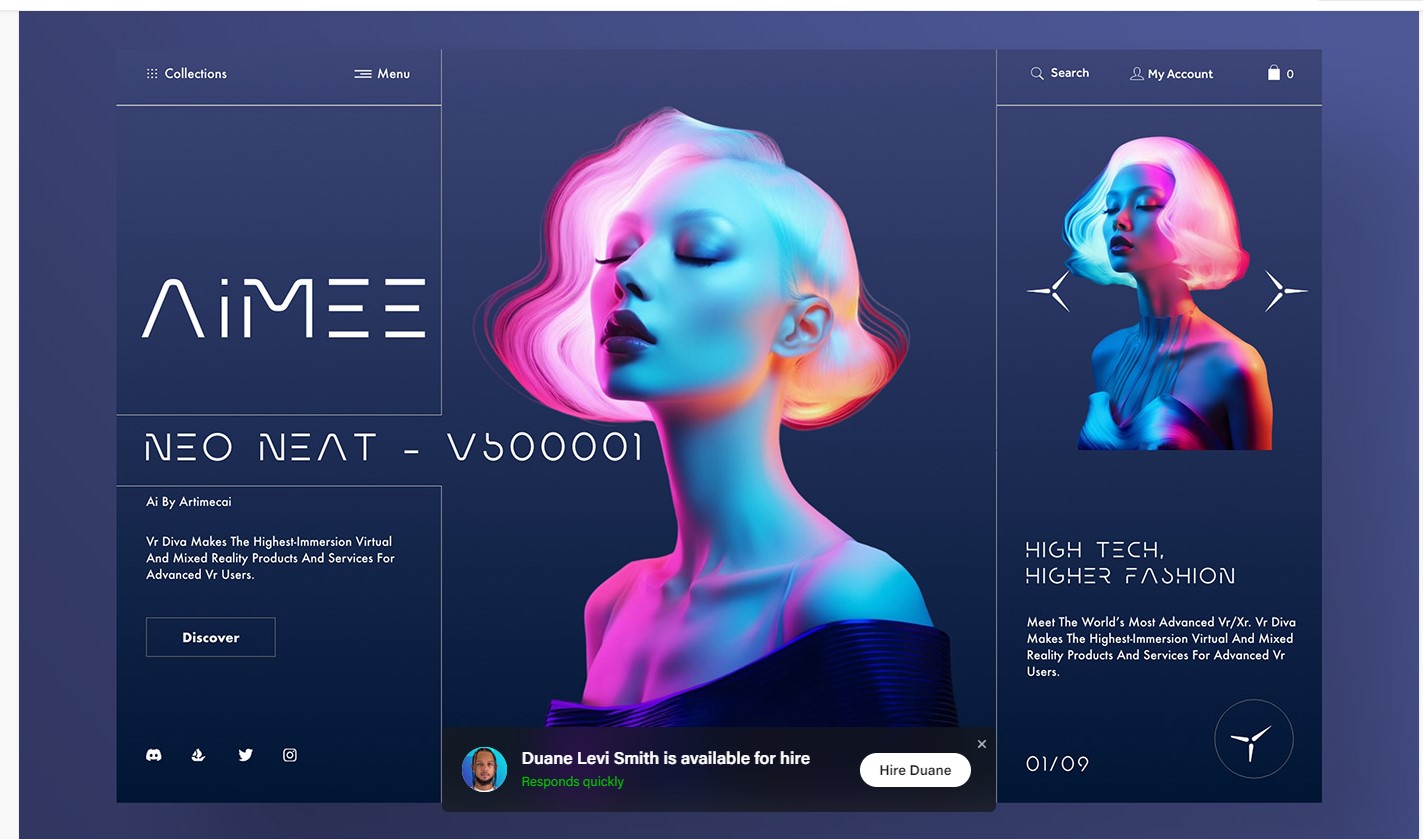 Collections
Menu
Search
My Account
0
AiMEE
NEO NEAT - V500001
Ai By Artimecai
Vr Diva Makes The Highest-Immersion Virtual
And Mixed Reality Products And Services For
Advanced Vr Users.
Discover
HIGH TECH,
HIGHER FASHION
Meet The World's Most Advanced Vr/Xr. Vr Diva
Makes The Highest-Immersion Virtual And Mixed
Reality Products And Services For Advanced Vr
Users.
01/09
Duane Levi Smith is available for hire
Responds quickly
Hire Duane